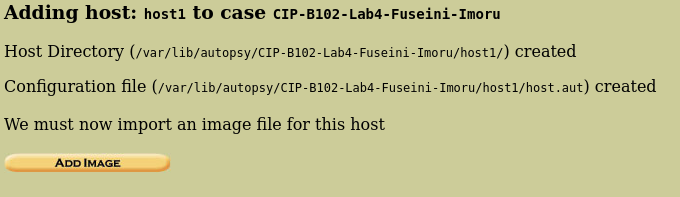 Adding host: host1 to case CIP-B102-Lab4-Fuseini-Imoru
Host Directory (/var/lib/autopsy/CIP-B102-Lab4-Fuseini-Imoru/host1/) created
Configuration file (/var/lib/autopsy/CIP-B102-Lab4-Fuseini-Imoru/host1/host.aut) created
We must now import an image file for this host
ADD IMAGE